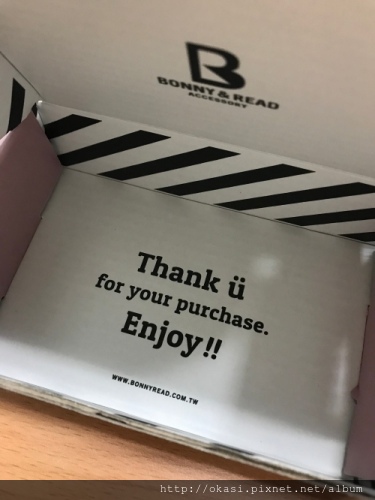 B
BONNY & READ
ACCESSORY
Thank ü
for your purchase.
Enjoy!!
WWW.BONNYREAD.COM.TW
http://okasi.pixnet.net/album